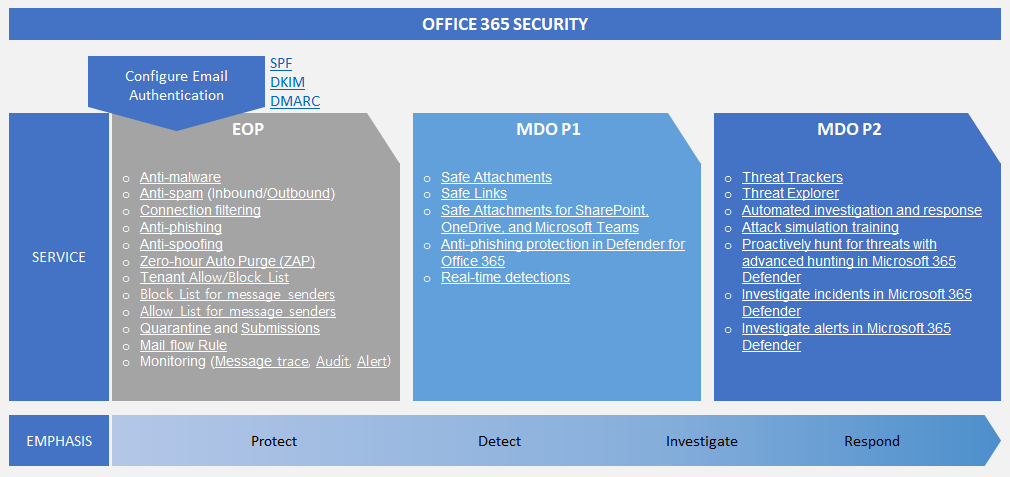 OFFICE 365 SECURITY
Configure Email
Authentication
SPF
DKIM
DMARC
SERVICE
EOP
o Anti-malware
o Anti-spam (Inbound/Outbound)
o Connection filtering
o Anti-phishing
o Anti-spoofing
o Zero-hour Auto Purge (ZAP)
o Tenant Allow/Block List
o Block List for message senders
o Allow List for message senders
o Quarantine and Submissions
o Mail flow Rule
o Monitoring (Message trace, Audit, Alert)
MDO P1
o Safe Attachments
o Safe Links
o Safe Attachments for SharePoint,
OneDrive, and Microsoft Teams
o Anti-phishing protection in Defender for
Office 365
o Real-time detections
MDO P2
o Threat Trackers
o Threat Explorer
o Automated investigation and response
o Attack simulation training
o Proactively hunt for threats with
advanced hunting in Microsoft 365
Defender
o Investigate incidents in Microsoft 365
Defender
o Investigate alerts in Microsoft 365
Defender
EMPHASIS
Protect
Detect
Investigate
Respond